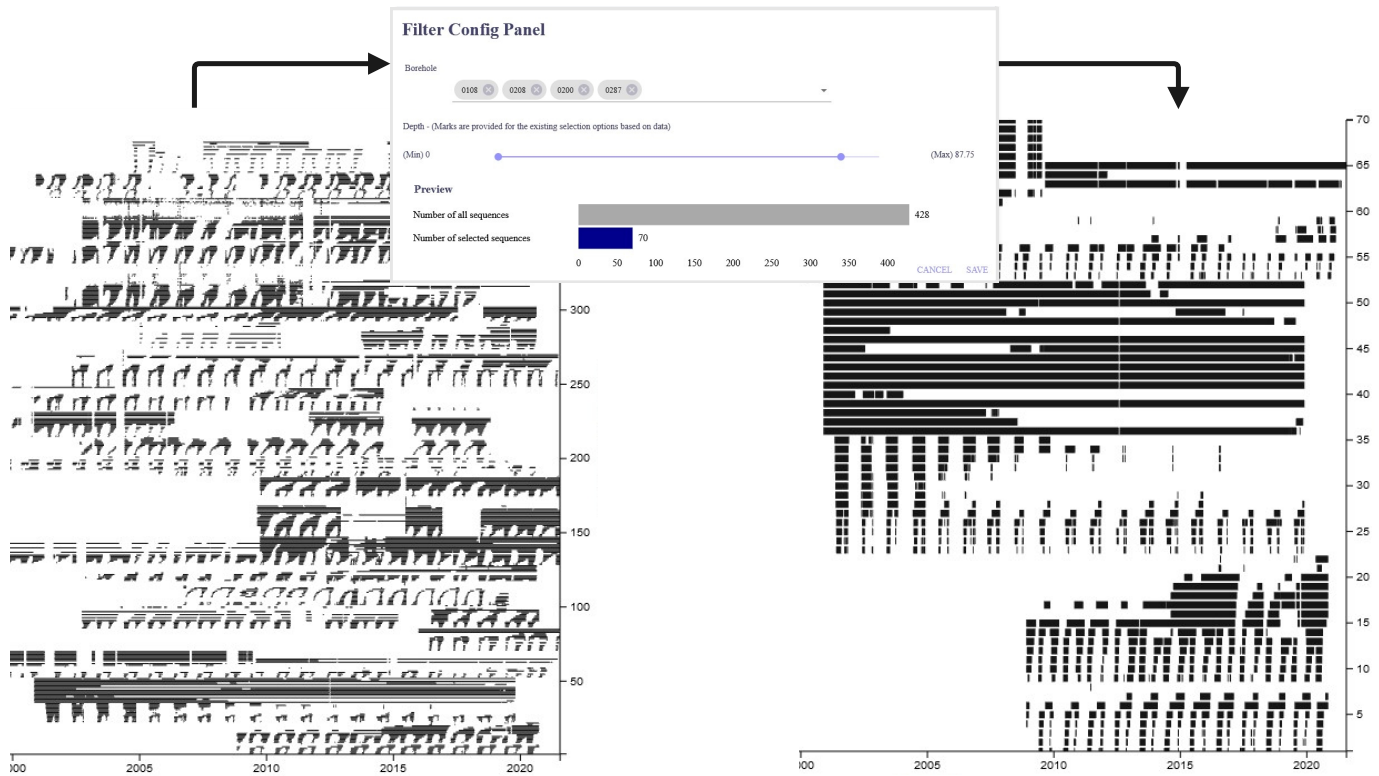 Filter Config Panel
Borehole
0108 0208 0200 0287
Depth - (Marks are provided for the existing selection options based on data)
(Min) 0 (Max) 87.75
Preview
Number of all sequences 428
Number of selected sequences 70
0 50 100 150 200 250 300 350 400
CANCEL SAVE
300
250
200
150
100
50
00 2005 2010 2015 2020
70
65
60
55
50
45
40
35
30
25
20
15
10
5
00 2005 2010 2015 2020